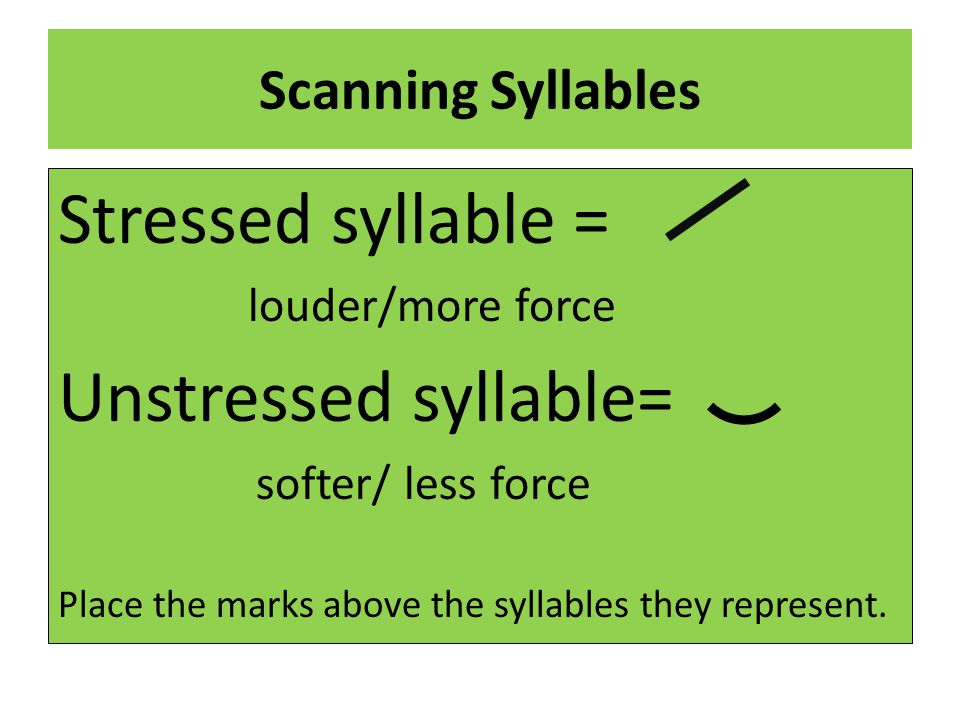 Scanning Syllables
Stressed syllable =
louder/more force
Unstressed syllable=
softer/ less force
Place the marks above the syllables they represent.